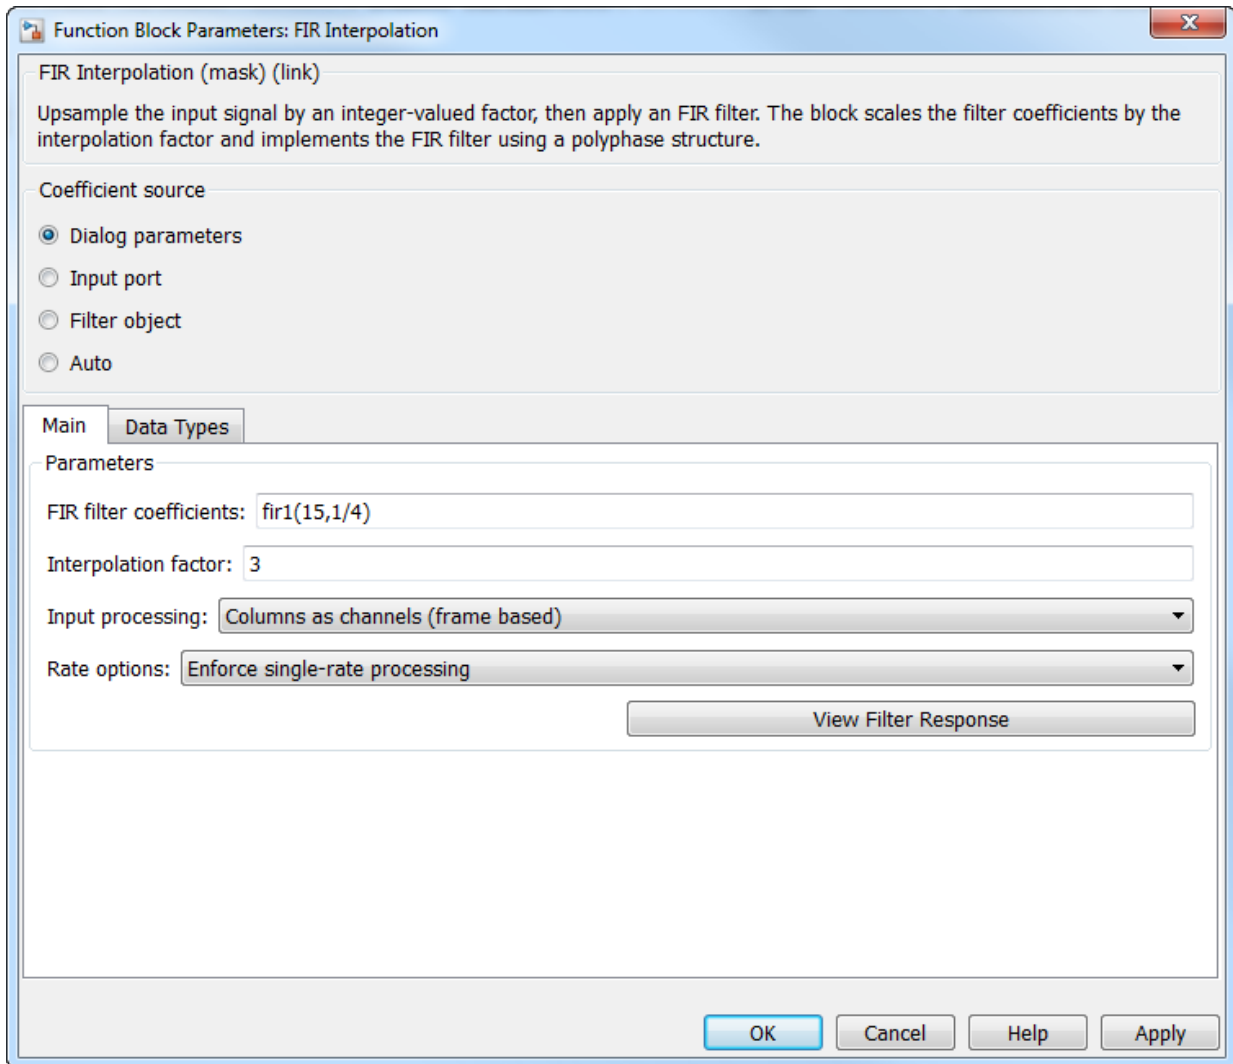 Function Block Parameters: FIR Interpolation
X
FIR Interpolation (mask) (link)
Upsample the input signal by an integer-valued factor, then apply an FIR filter. The block scales the filter coefficients by the
interpolation factor and implements the FIR filter using a polyphase structure.
Coefficient source
Dialog parameters
Input port
Filter object
Auto
Main Data Types
Parameters
FIR filter coefficients: fir1(15,1/4)
Interpolation factor: 3
Input processing: Columns as channels (frame based)
Rate options: Enforce single-rate processing
View Filter Response
OK Cancel Help Apply